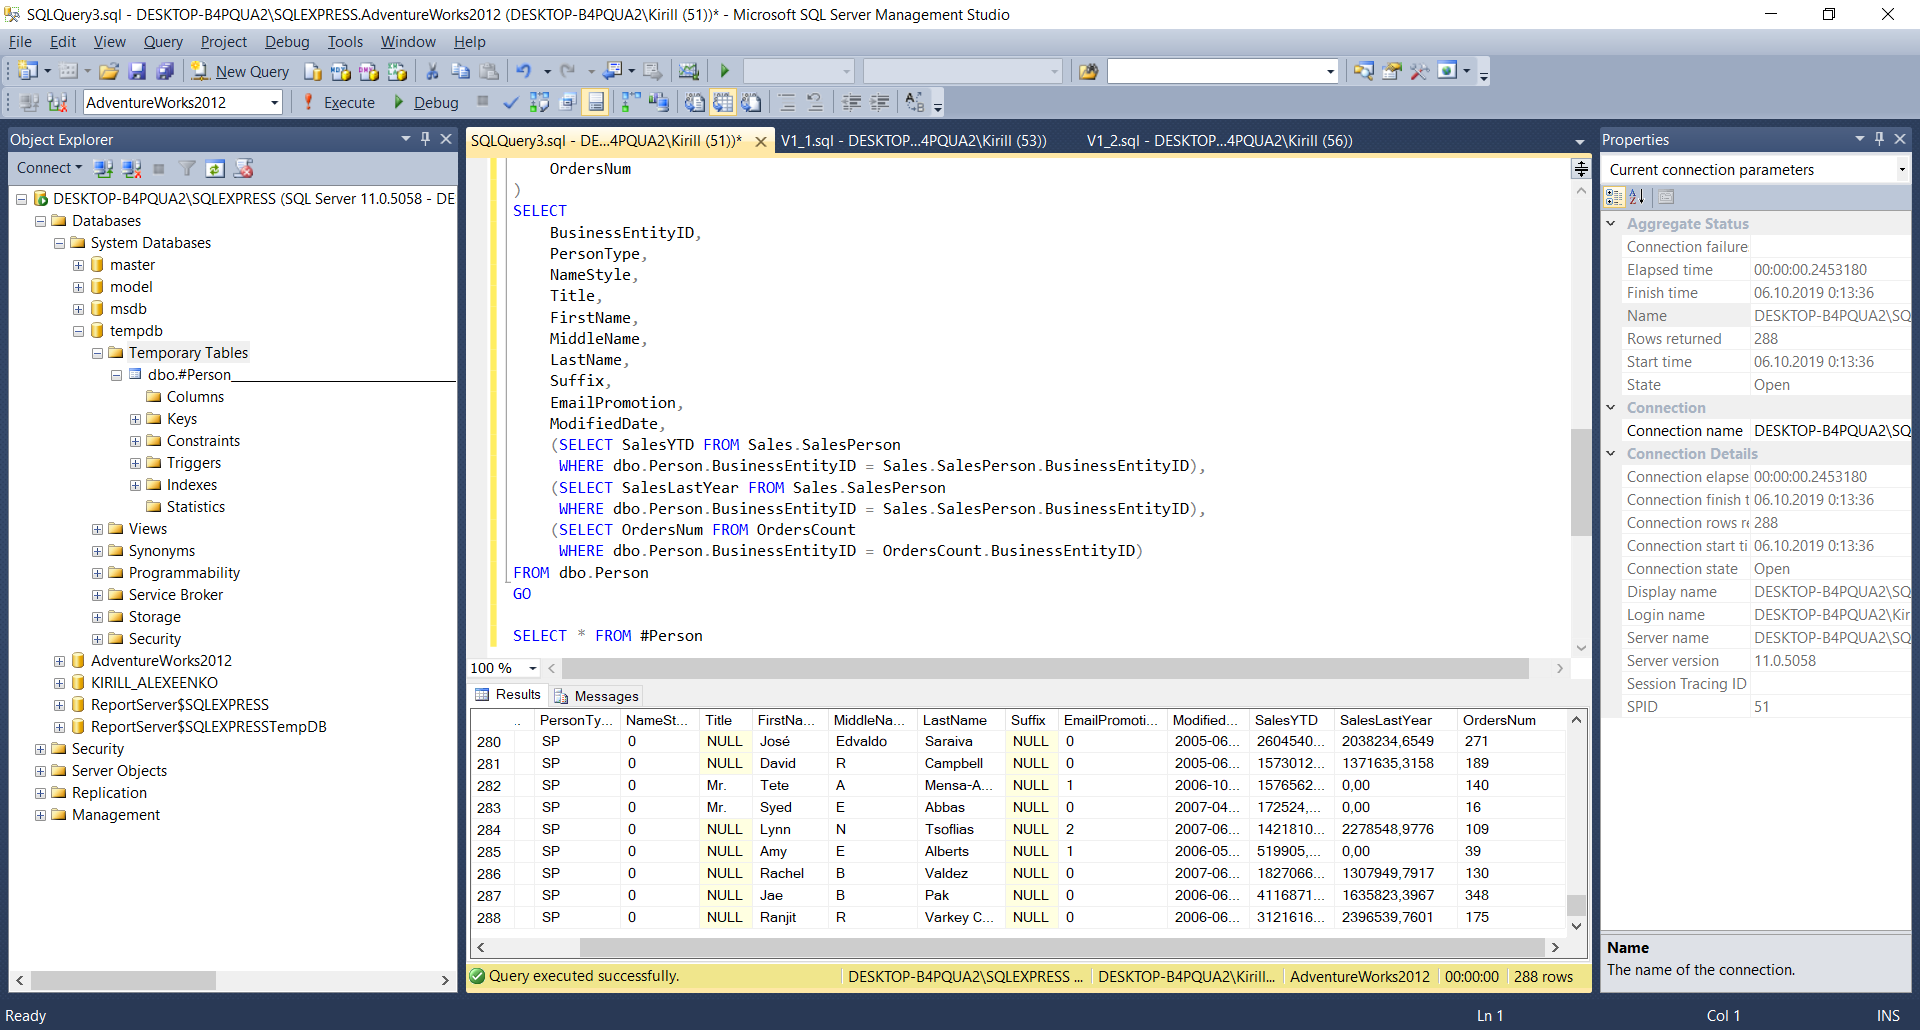 SQLQuery3.sql - DESKTOP-B4PQUA2\SQLEXPRESS.AdventureWorks2012 (DESKTOP-B4PQUA2\Kirill (51))* - Microsoft SQL Server Management Studio
File Edit View Query Project Debug Tools Window Help
New Query
AdventureWorks2012 Execute Debug
Object Explorer
Connect
DESKTOP-B4PQUA2\SQLEXPRESS (SQL Server 11.0.5058 - DE
Databases
System Databases
master
model
msdb
tempdb
Temporary Tables
dbo.#Person___________________________
Columns
Keys
Constraints
Triggers
Indexes
Statistics
Views
Synonyms
Programmability
Service Broker
Storage
Security
AdventureWorks2012
KIRILL_ALEXEENKO
ReportServer$SQLEXPRESS
ReportServer$SQLEXPRESSTempDB
Security
Server Objects
Replication
Management
SQLQuery3.sql - DE...4PQUA2\Kirill (51))* V1_1.sql - DESKTOP...4PQUA2\Kirill (53)) V1_2.sql - DESKTOP...4PQUA2\Kirill (56))
OrdersNum
)
SELECT
BusinessEntityID,
PersonType,
NameStyle,
Title,
FirstName,
MiddleName,
LastName,
Suffix,
EmailPromotion,
ModifiedDate,
(SELECT SalesYTD FROM Sales.SalesPerson
WHERE dbo.Person.BusinessEntityID = Sales.SalesPerson.BusinessEntityID),
(SELECT SalesLastYear FROM Sales.SalesPerson
WHERE dbo.Person.BusinessEntityID = Sales.SalesPerson.BusinessEntityID),
(SELECT OrdersNum FROM OrdersCount
WHERE dbo.Person.BusinessEntityID = OrdersCount.BusinessEntityID)
FROM dbo.Person
GO
SELECT * FROM #Person
100 %
Results Messages
.. PersonTy... NameSt... Title FirstNa... MiddleNa... LastName Suffix EmailPromoti... Modified... SalesYTD SalesLastYear OrdersNum
280 SP 0 NULL José Edvaldo Saraiva NULL 0 2005-06... 2604540... 2038234,6549 271
281 SP 0 NULL David R Campbell NULL 0 2005-06... 1573012... 1371635,3158 189
282 SP 0 Mr. Tete A Mensa-A... NULL 1 2006-10... 1576562... 0,00 140
283 SP 0 Mr. Syed E Abbas NULL 0 2007-04... 172524,... 0,00 16
284 SP 0 NULL Lynn N Tsoflias NULL 2 2007-06... 1421810... 2278548,9776 109
285 SP 0 NULL Amy E Alberts NULL 1 2006-05... 519905,... 0,00 39
286 SP 0 NULL Rachel B Valdez NULL 0 2007-06... 1827066... 1307949,7917 130
287 SP 0 NULL Jae B Pak NULL 0 2006-06... 4116871... 1635823,3967 348
288 SP 0 NULL Ranjit R Varkey C... NULL 0 2006-06... 3121616... 2396539,7601 175
Query executed successfully. DESKTOP-B4PQUA2\SQLEXPRESS ... DESKTOP-B4PQUA2\Kirill... AdventureWorks2012 00:00:00 288 rows
Properties
Current connection parameters
Aggregate Status
Connection failure
Elapsed time 00:00:00.2453180
Finish time 06.10.2019 0:13:36
Name DESKTOP-B4PQUA2\SQ
Rows returned 288
Start time 06.10.2019 0:13:36
State Open
Connection
Connection name DESKTOP-B4PQUA2\SQ
Connection Details
Connection elapse 00:00:00.2453180
Connection finish t 06.10.2019 0:13:36
Connection rows re 288
Connection start ti 06.10.2019 0:13:36
Connection state Open
Display name DESKTOP-B4PQUA2\SQ
Login name DESKTOP-B4PQUA2\Kir
Server name DESKTOP-B4PQUA2\SQ
Server version 11.0.5058
Session Tracing ID
SPID 51
Name
The name of the connection.
Ready Ln 1 Col 1 INS